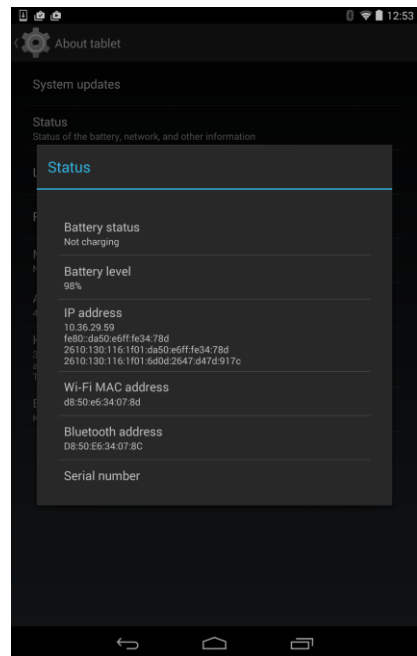 12:53
About tablet
System updates
Status
Status of the battery, network, and other information
Status
Battery status
Not charging
Battery level
98%
IP address
10.36.29.59
fe80::da50:e6ff:fe34:78d
2610:130:116:1f01:da50:e6ff:fe34:78d
2610:130:116:1f01:6d0d:2647:d47d:917c
Wi-Fi MAC address
d8:50:e6:34:07:8d
Bluetooth address
D8:50:E6:34:07:8C
Serial number